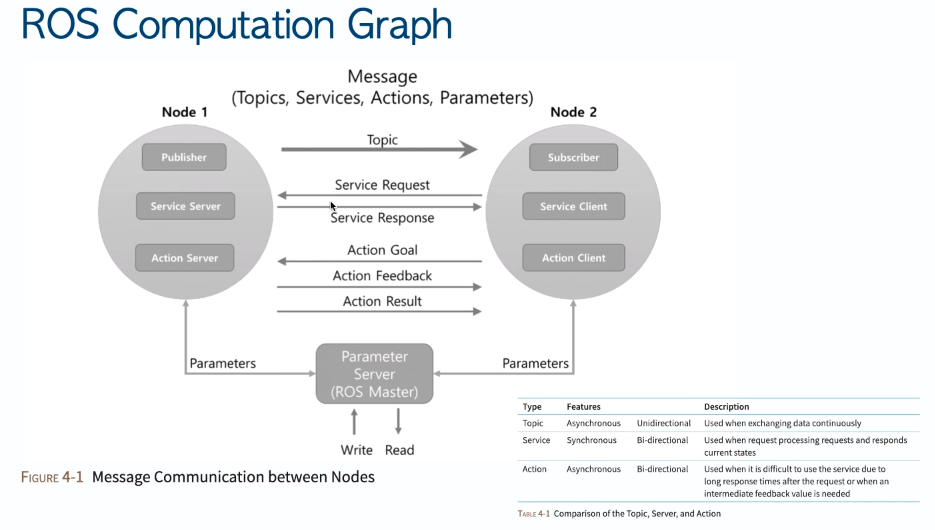 ROS Computation Graph
Message
(Topics, Services, Actions, Parameters)
Node 1
Node 2
Publisher
Topic
Subscriber
Service Request
Service Server
Service Client
Service Response
Action Goal
Action Server
Action Client
Action Feedback
Action Result
Parameters
Parameter
Server
(ROS Master)
Parameters
Write Read
FIGURE 4-1 Message Communication between Nodes
Type Features Description
Topic Asynchronous Unidirectional Used when exchanging data continuously
Service Synchronous Bi-directional Used when request processing requests and responds
current states
Action Asynchronous Bi-directional Used when it is difficult to use the service due to
long response times after the request or when an
intermediate feedback value is needed
TABLE 4-1 Comparison of the Topic, Server, and Action